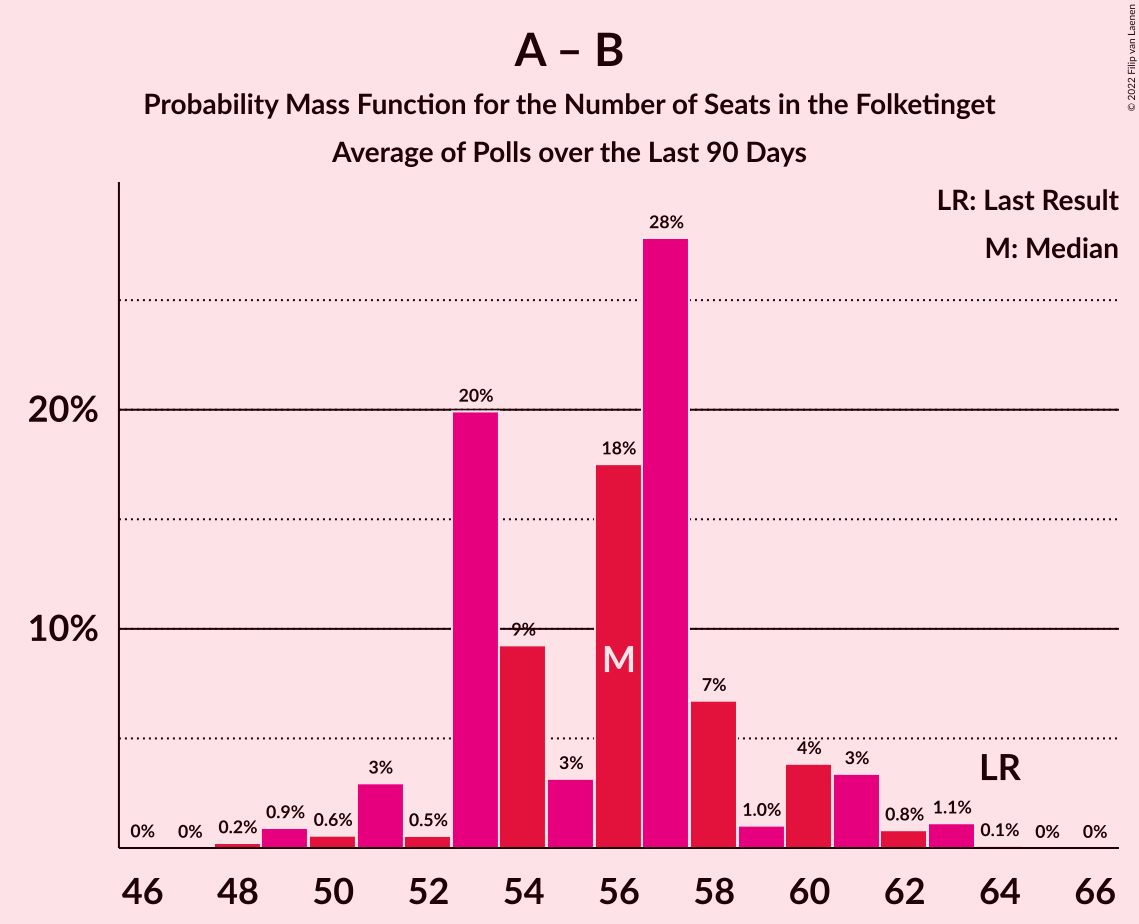 A – B
Probability Mass Function for the Number of Seats in the Folketinget
Average of Polls over the Last 90 Days
© 2022 Filip van Laenen
LR: Last Result
M: Median
28%
20%
20%
18%
10%
9%
M
7%
LR
3%
3%
4%
3%
0%
0%
0.2%
0.9%
0.6%
0.5%
1.0%
0.8%
1.1%
0.1%
0%
0%
46 48 50 52 54 56 58 60 62 64 66